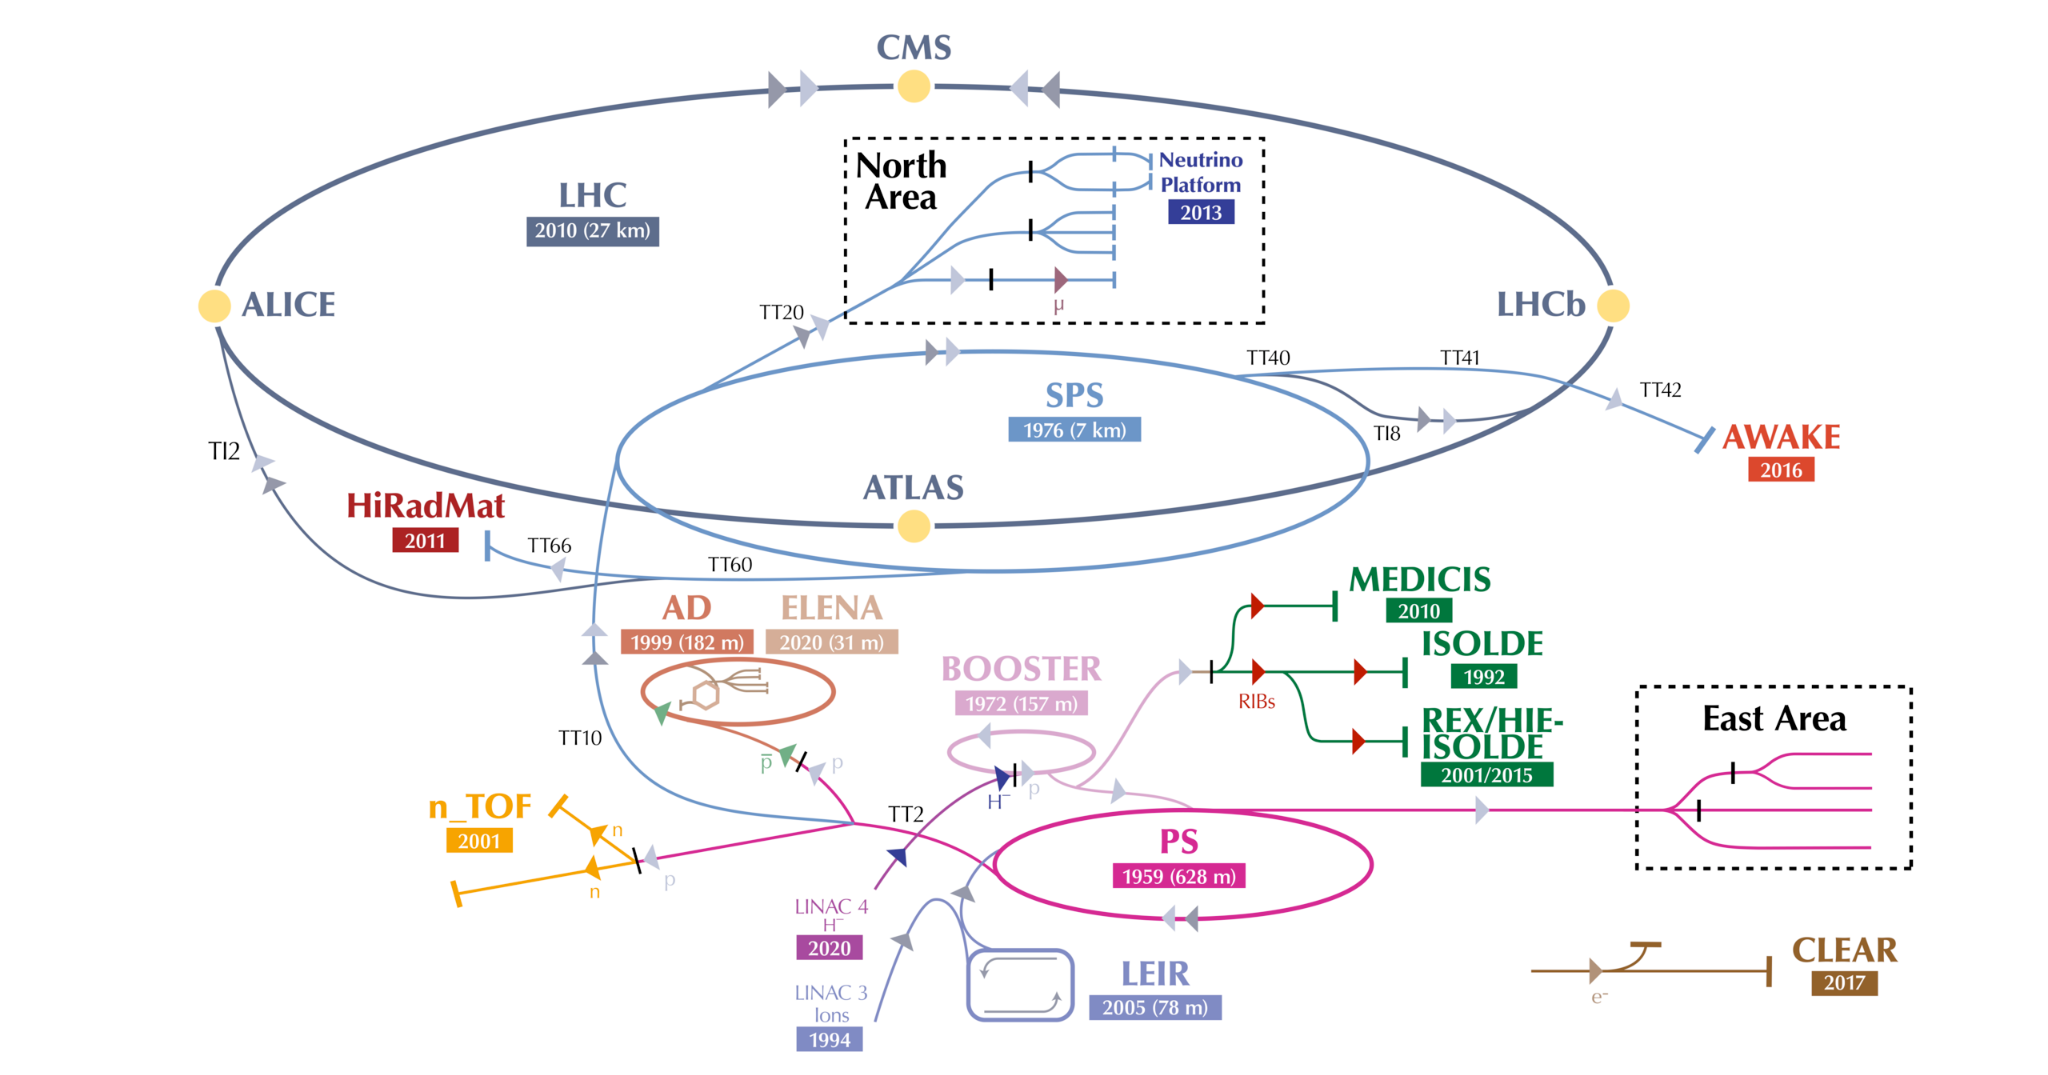 CMS
North
Area
Neutrino
Platform
2013
LHC
2010 (27 km)
µ
ALICE
LHCb
TT20
TT40
TT41
TT42
SPS
1976 (7 km)
TI8
AWAKE
2016
TI2
ATLAS
HiRadMat
2011
TT66
TT60
MEDICIS
2010
AD
1999 (182 m)
ELENA
2020 (31 m)
ISOLDE
1992
BOOSTER
1972 (157 m)
RIBs
REX/HIE-
ISOLDE
2001/2015
East Area
TT10
p̅
p
H⁻
p
n_TOF
2001
n
n
p
TT2
PS
1959 (628 m)
LINAC 4
H⁻
2020
LINAC 3
Ions
1994
LEIR
2005 (78 m)
CLEAR
2017
e⁻